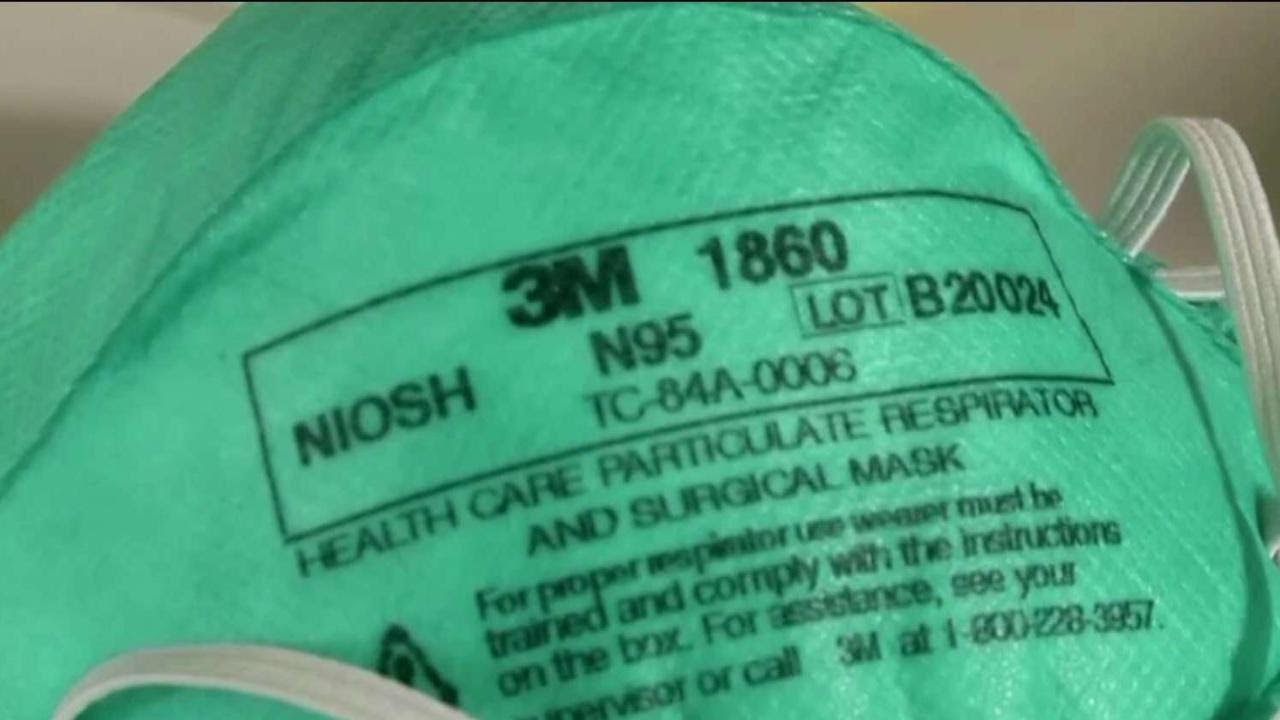 3M 1860
N95 LOT B20024
NIOSH TC-84A-0006
HEALTH CARE PARTICULATE RESPIRATOR
AND SURGICAL MASK
For proper respirator use wearer must be
trained and comply with the instructions
on the box. For assistance, see your
supervisor or call 3M at 1-800-228-3957.